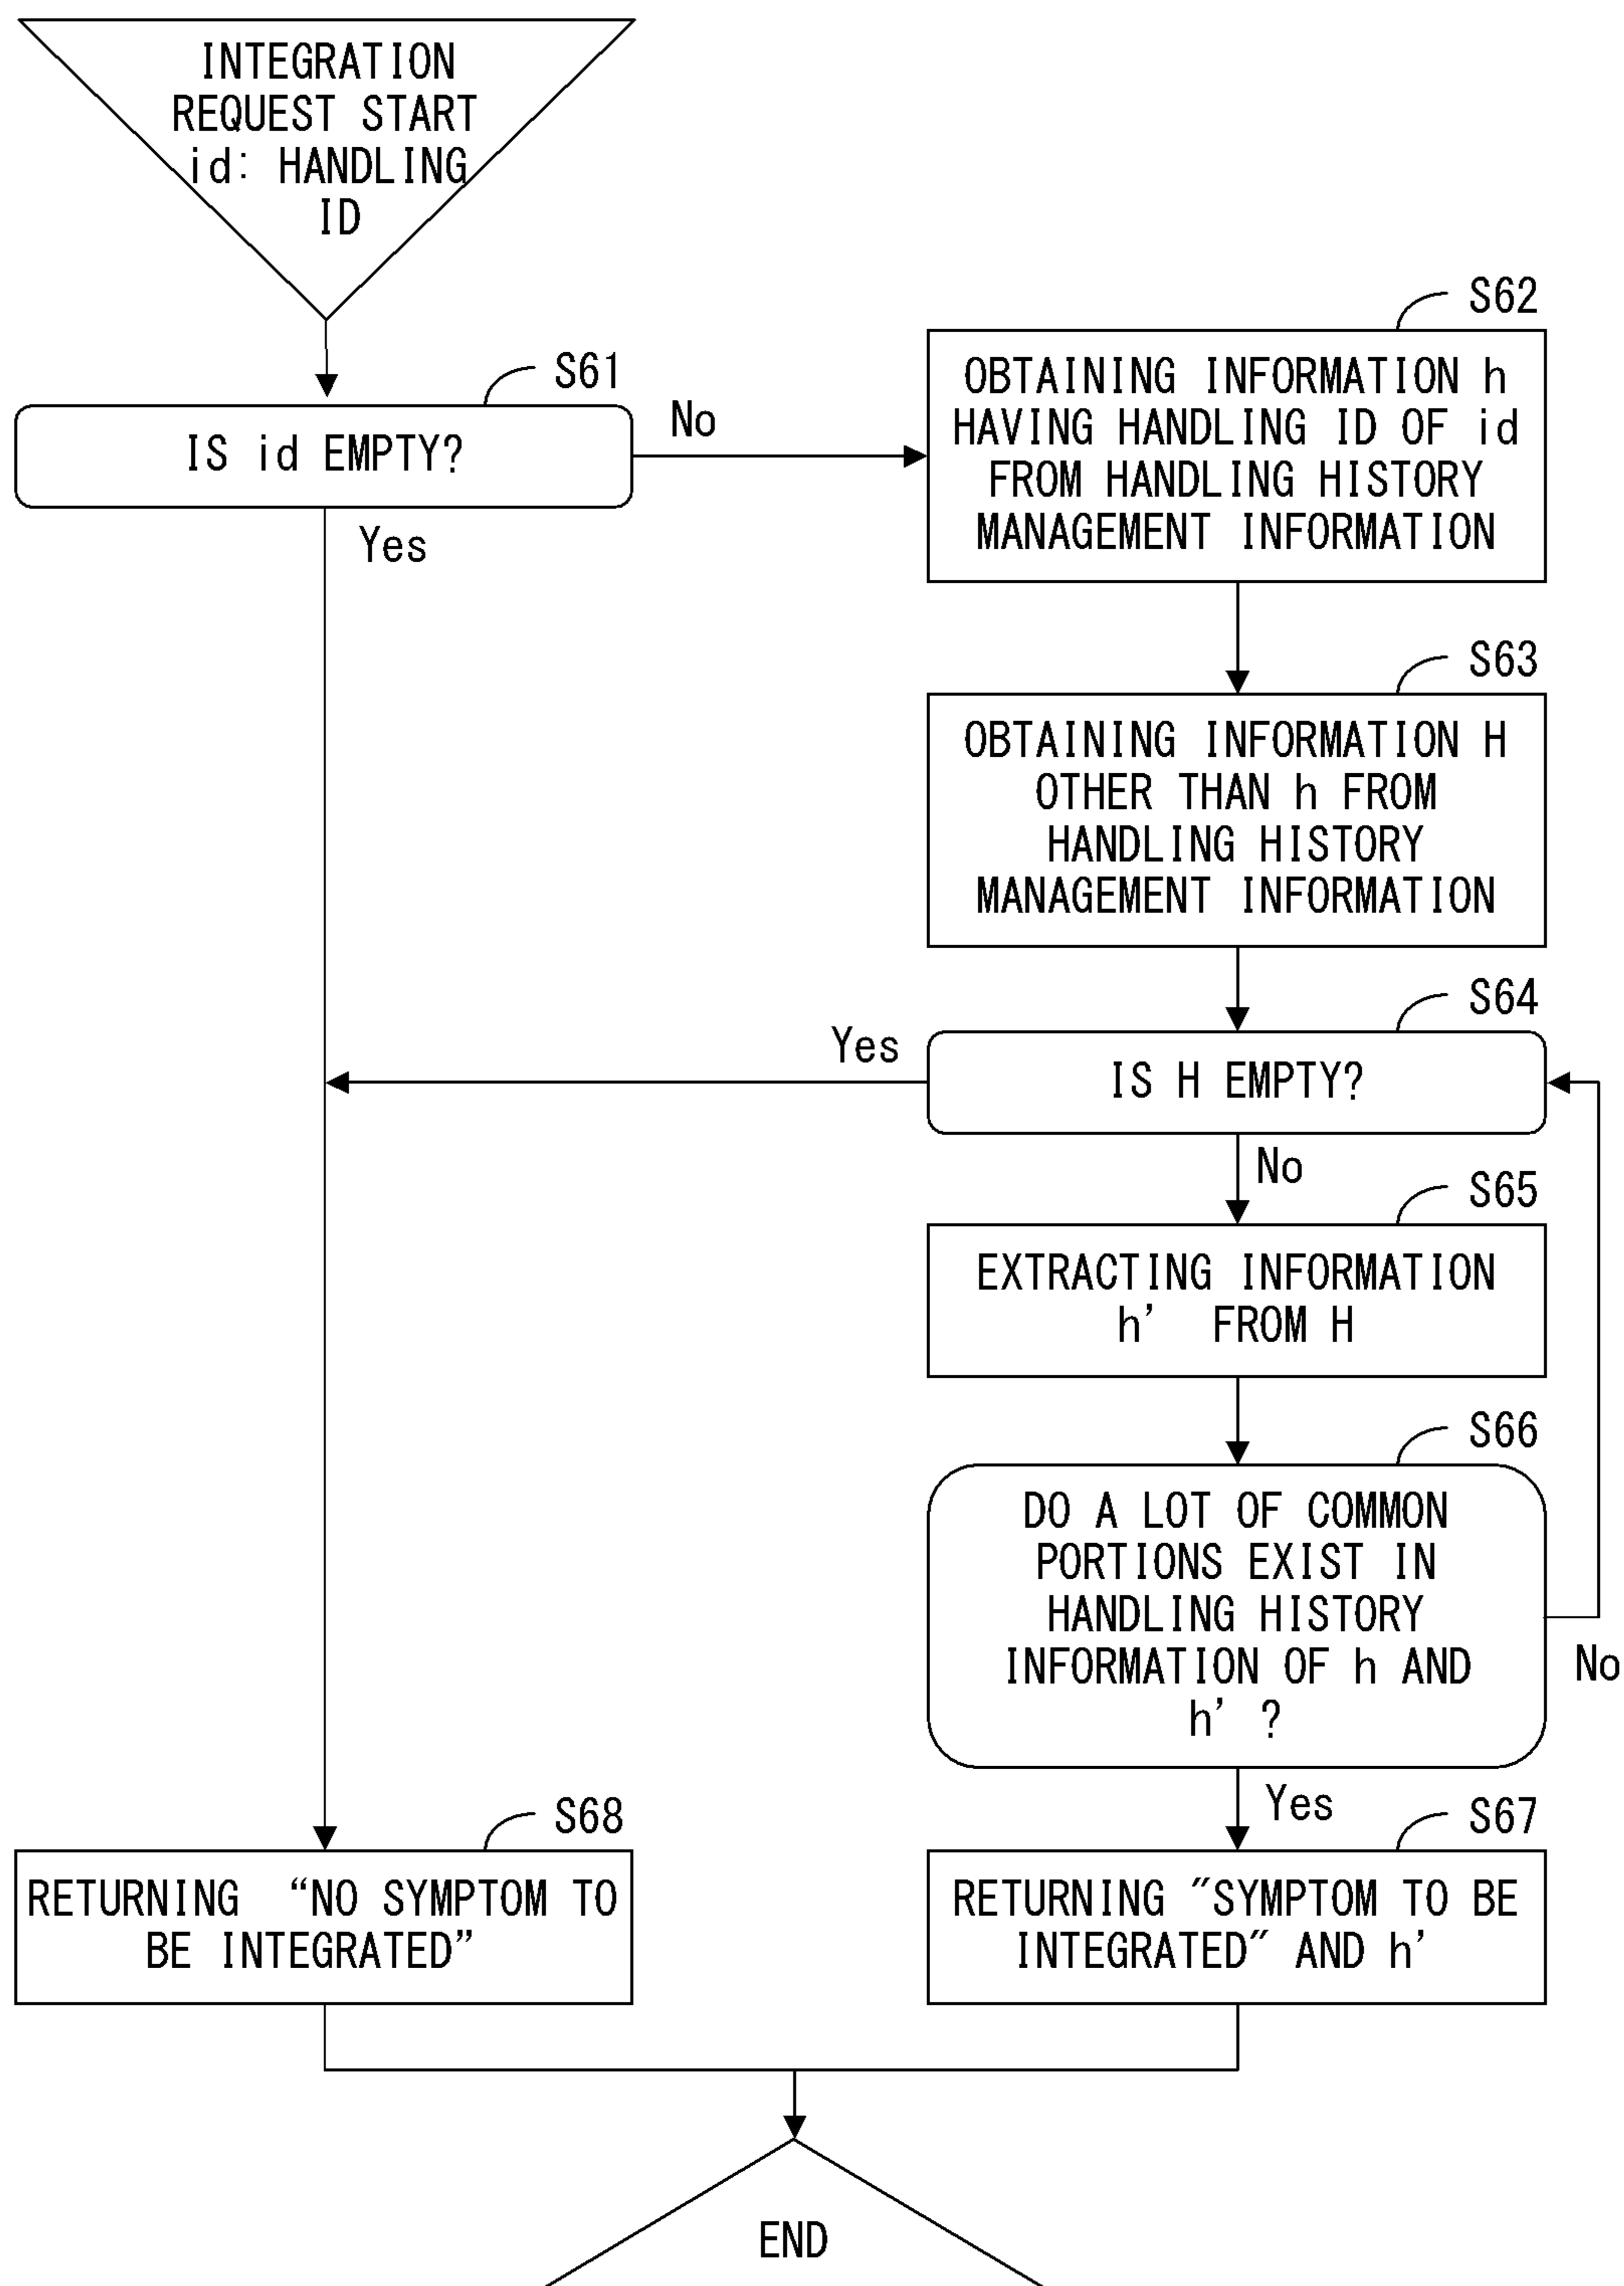 INTEGRATION
REQUEST START
id: HANDLING
ID
S61
IS id EMPTY?
No
Yes
S62
OBTAINING INFORMATION h
HAVING HANDLING ID OF id
FROM HANDLING HISTORY
MANAGEMENT INFORMATION
S63
OBTAINING INFORMATION H
OTHER THAN h FROM
HANDLING HISTORY
MANAGEMENT INFORMATION
S64
Yes
IS H EMPTY?
No
S65
EXTRACTING INFORMATION
h’ FROM H
S66
DO A LOT OF COMMON
PORTIONS EXIST IN
HANDLING HISTORY
INFORMATION OF h AND
h’ ?
No
Yes
S68
RETURNING “NO SYMPTOM TO
BE INTEGRATED”
S67
RETURNING ″SYMPTOM TO BE
INTEGRATED″ AND h’
END